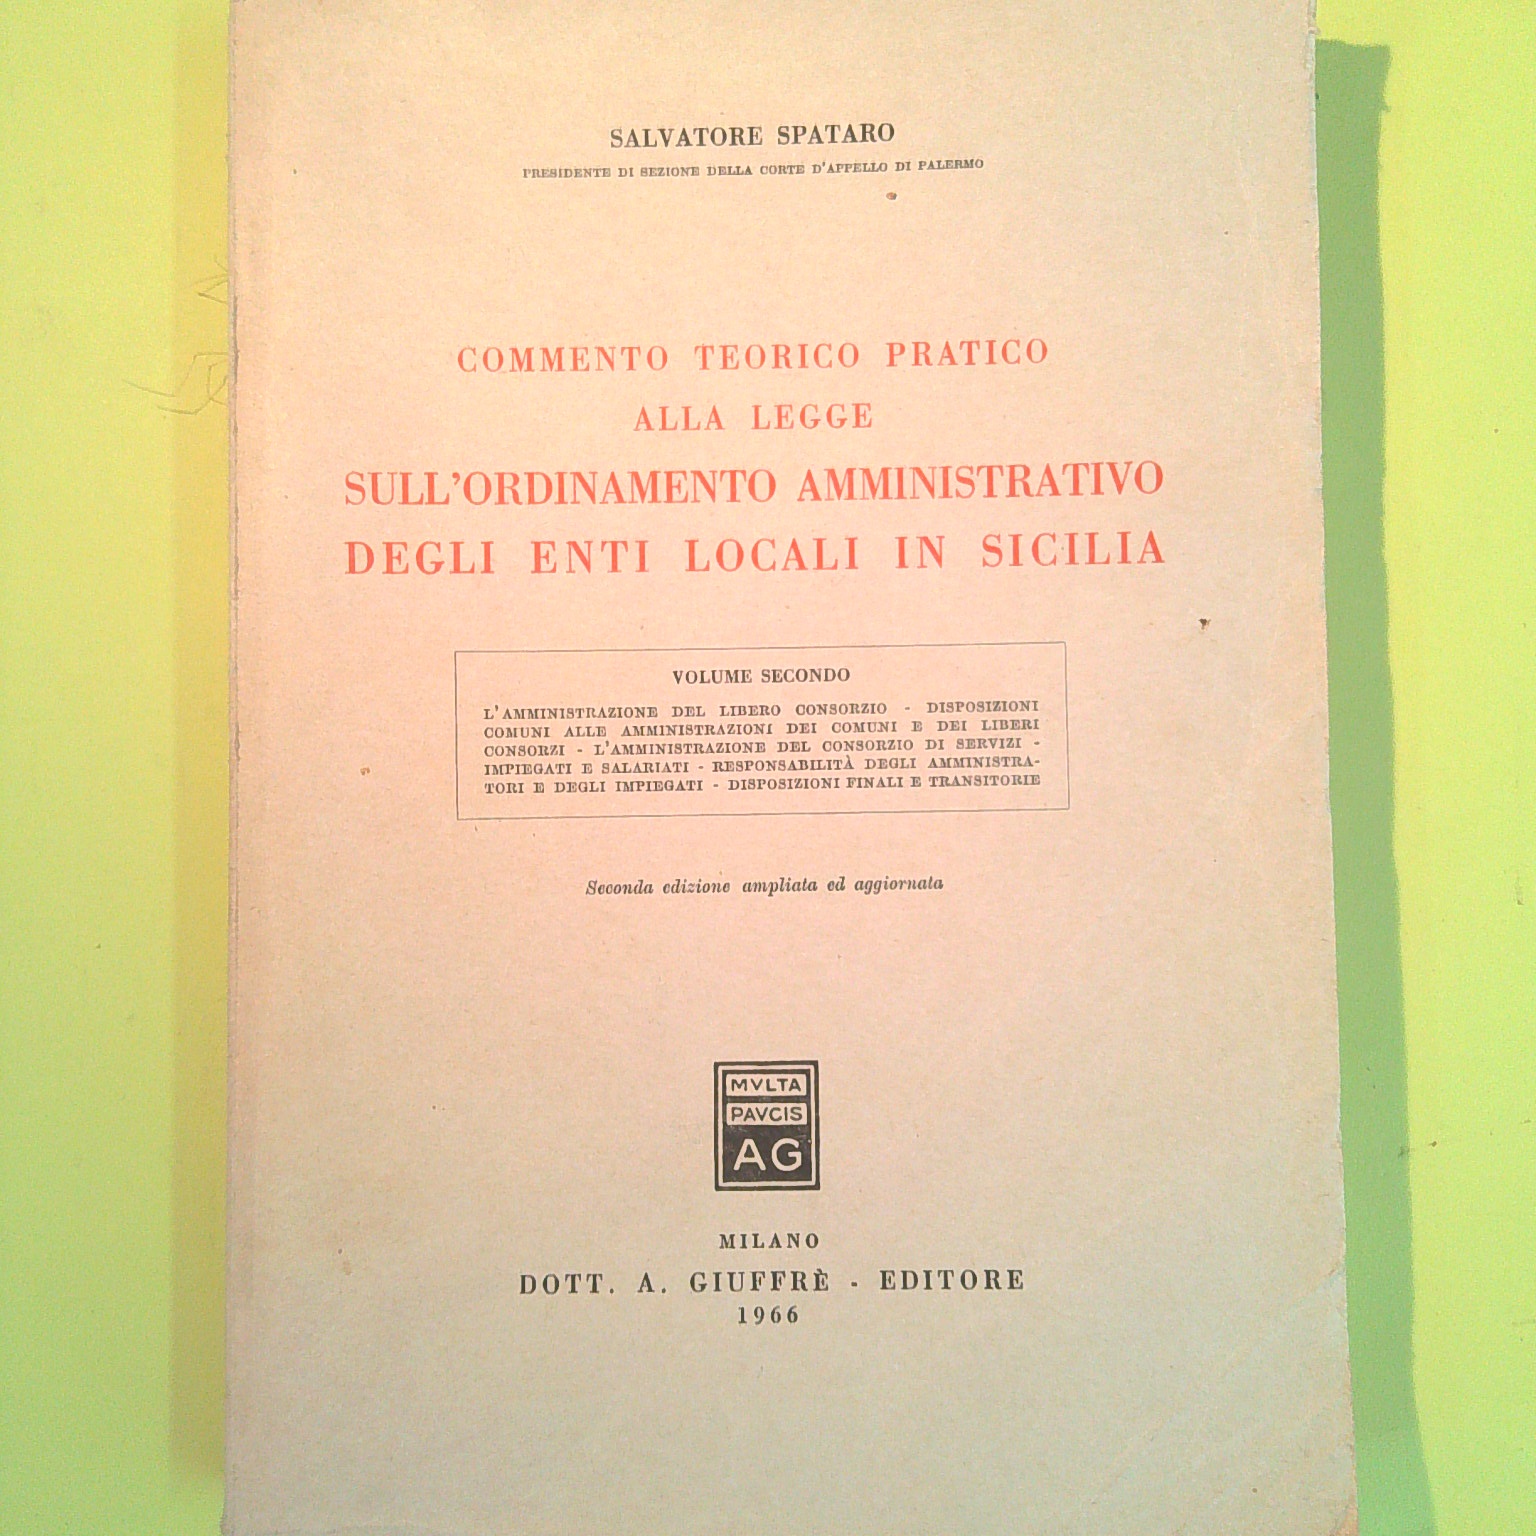 SALVATORE SPATARO
PRESIDENTE DI SEZIONE DELLA CORTE D'APPELLO DI PALERMO
COMMENTO TEORICO PRATICO
ALLA LEGGE
SULL'ORDINAMENTO AMMINISTRATIVO
DEGLI ENTI LOCALI IN SICILIA
VOLUME SECONDO
L'AMMINISTRAZIONE DEL LIBERO CONSORZIO - DISPOSIZIONI
COMUNI ALLE AMMINISTRAZIONI DEI COMUNI E DEI LIBERI
CONSORZI - L'AMMINISTRAZIONE DEL CONSORZIO DI SERVIZI -
IMPIEGATI E SALARIATI - RESPONSABILITÀ DEGLI AMMINISTRA-
TORI E DEGLI IMPIEGATI - DISPOSIZIONI FINALI E TRANSITORIE
Seconda edizione ampliata ed aggiornata
MVLTA
PAVCIS
AG
MILANO
DOTT. A. GIUFFRÈ - EDITORE
1966